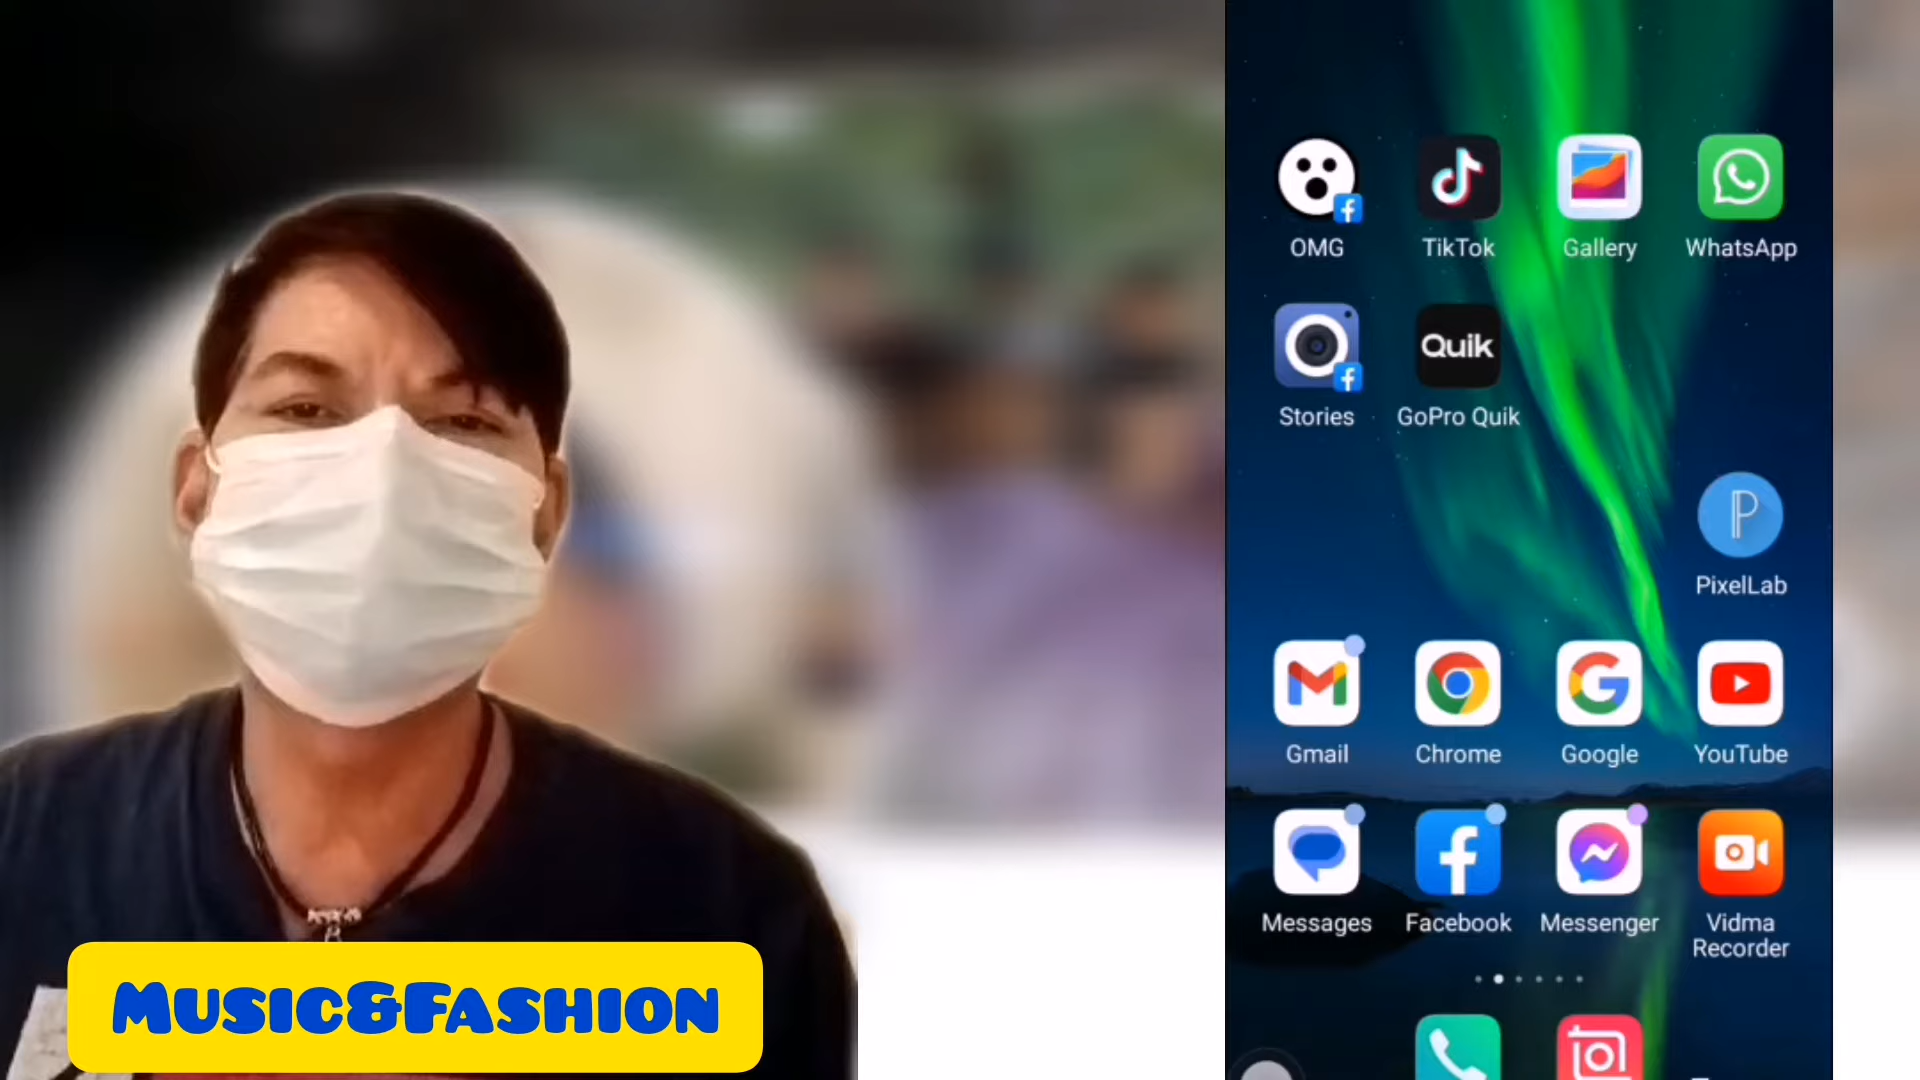 OMG
TikTok
Gallery
WhatsApp
Quik
Stories
GoPro Quik
PixelLab
Gmail
Chrome
Google
YouTube
Messages
Facebook
Messenger
Vidma
Recorder
Music&Fashion